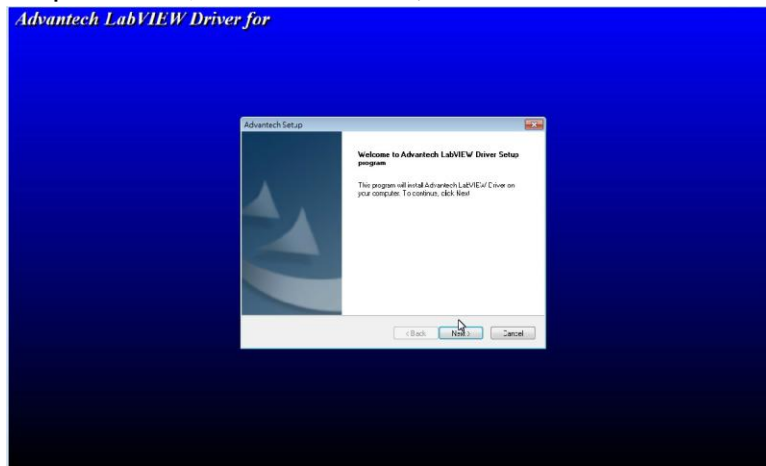 Advantech LabVIEW Driver for
Advantech Setup
Welcome to Advantech LabVIEW Driver Setup
program
This program will install Advantech LabVIEW Driver on
your computer. To continue, click Next
< Back
Next >
Cancel